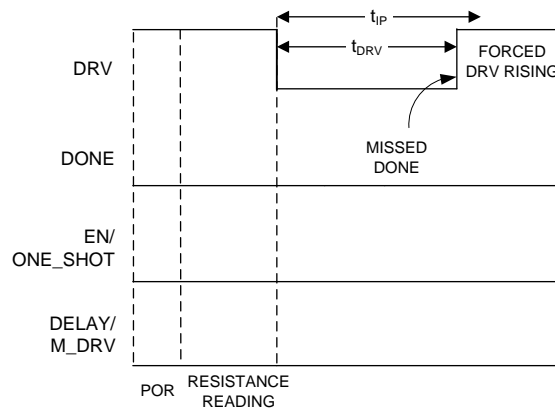 tIP
tDRV
DRV
FORCED
DRV RISING
MISSED
DONE
DONE
EN/
ONE_SHOT
DELAY/
M_DRV
POR
RESISTANCE
READING